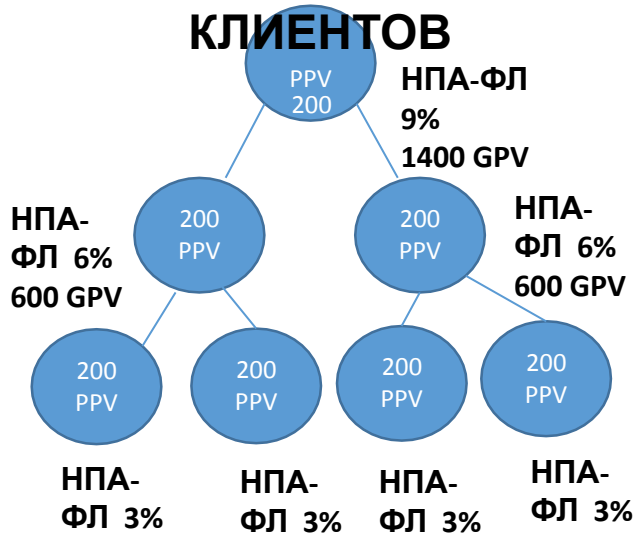 КЛИЕНТОВ
PPV
200
НПА-ФЛ
9%
1400 GPV
НПА-
ФЛ 6%
600 GPV
200
PPV
200
PPV
НПА-
ФЛ 6%
600 GPV
200
PPV
200
PPV
200
PPV
200
PPV
НПА-
ФЛ 3%
НПА-
ФЛ 3%
НПА-
ФЛ 3%
НПА-
ФЛ 3%